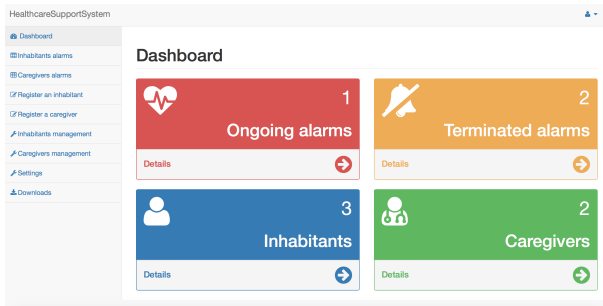 HealthcareSupportSystem
Dashboard
Inhabitants alarms
Caregivers alarms
Register an inhabitant
Register a caregiver
Inhabitants management
Caregivers management
Settings
Downloads
Dashboard
1
Ongoing alarms
Details
2
Terminated alarms
Details
3
Inhabitants
Details
2
Caregivers
Details